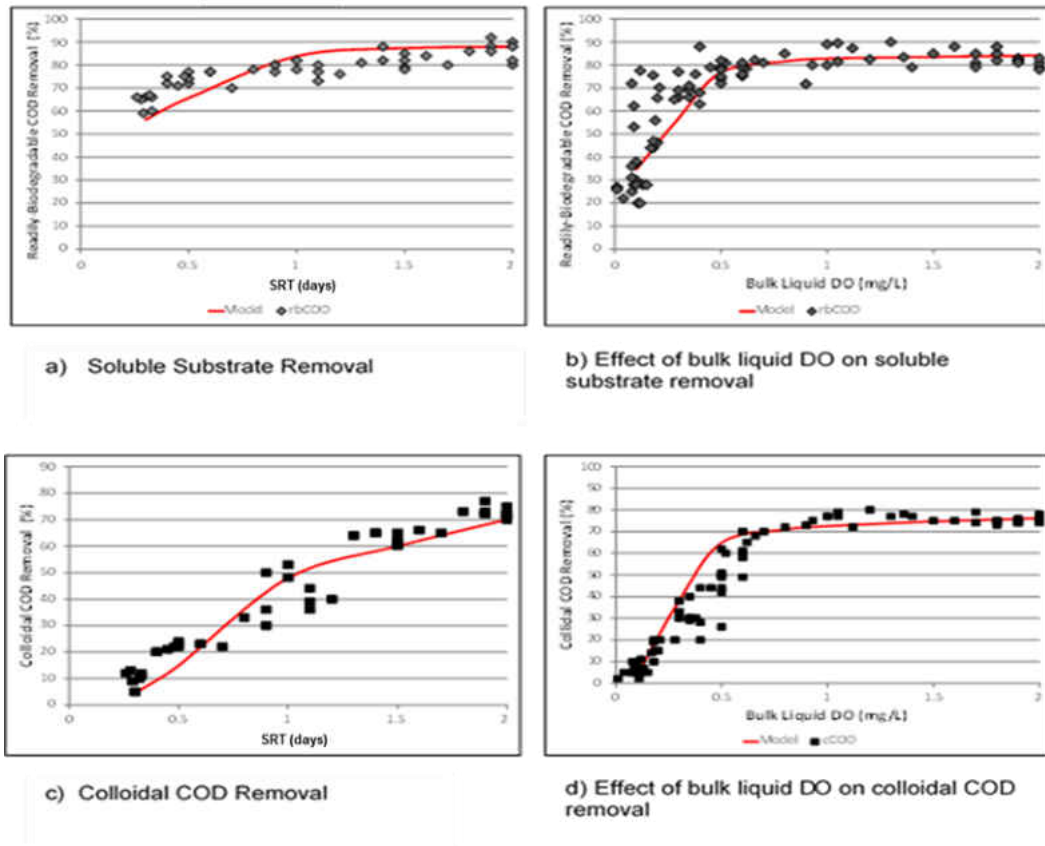 Readily-Biodegradable COD Removal (%)
100
90
80
70
60
50
40
30
20
10
0
0 0.5 1 1.5 2
SRT (days)
Model rbCOD
a) Soluble Substrate Removal
Readily-Biodegradable COD Removal (%)
100
90
80
70
60
50
40
30
20
10
0
0 0.5 1 1.5 2
Bulk Liquid DO (mg/L)
Model rbCOD
b) Effect of bulk liquid DO on soluble
substrate removal
Colloidal COD Removal (%)
90
80
70
60
50
40
30
20
10
0
0 0.5 1 1.5 2
SRT (days)
c) Colloidal COD Removal
Collidal COD Removal (%)
100
90
80
70
60
50
40
30
20
10
0
0 0.5 1 1.5 2
Bulk Liquid DO (mg/L)
Model cCOD
d) Effect of bulk liquid DO on colloidal COD
removal